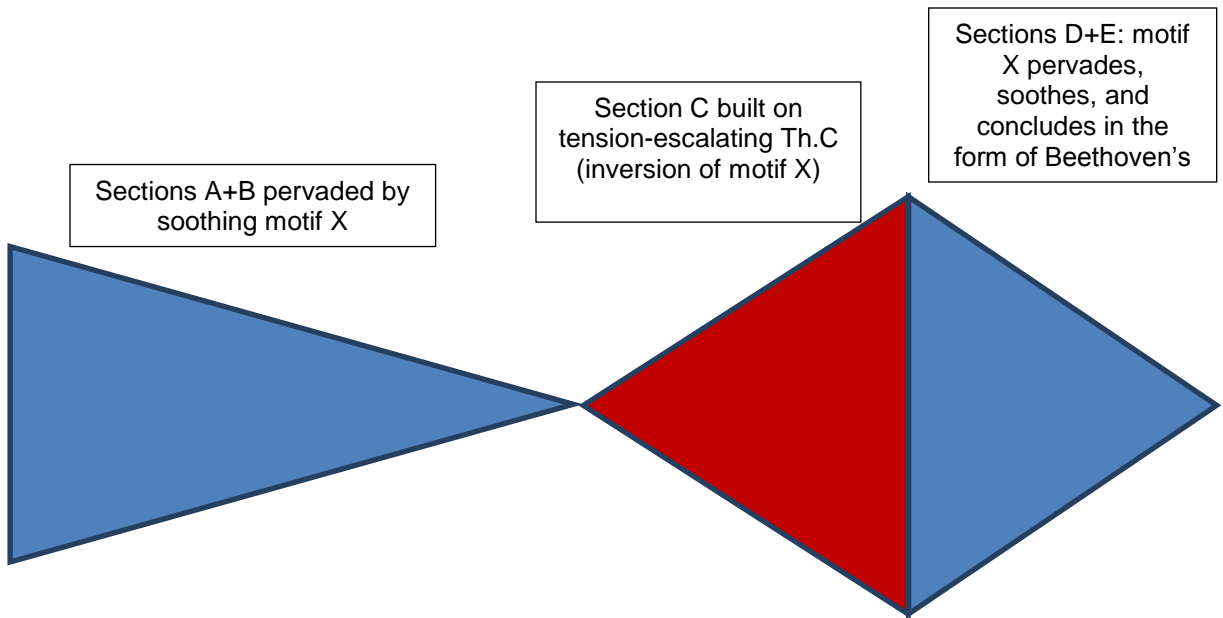 Sections A+B pervaded by
soothing motif X
Section C built on
tension-escalating Th.C
(inversion of motif X)
Sections D+E: motif
X pervades,
soothes, and
concludes in the
form of Beethoven's